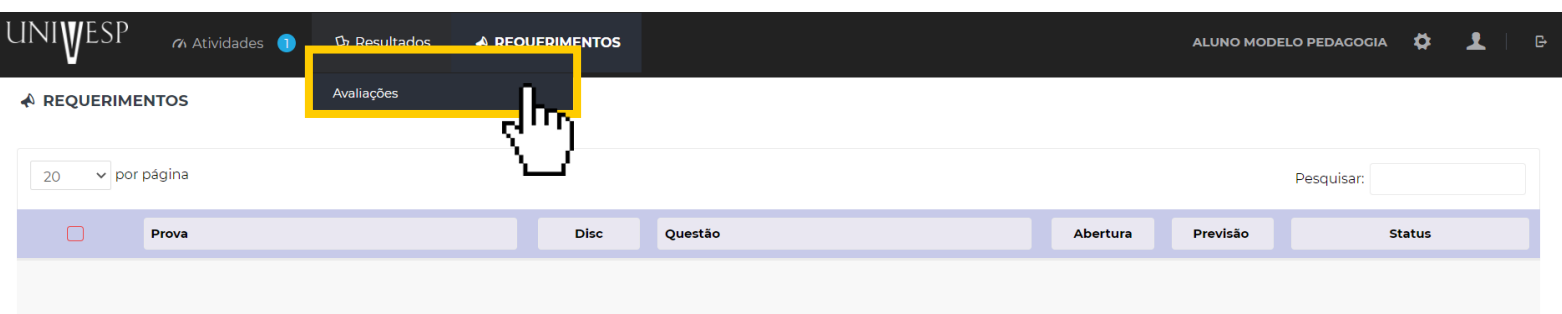 UNIVESP Atividades 1 Resultados REQUERIMENTOS ALUNO MODELO PEDAGOGIA
REQUERIMENTOS
Avaliações
20 por página Pesquisar:
Prova Disc Questão Abertura Previsão Status